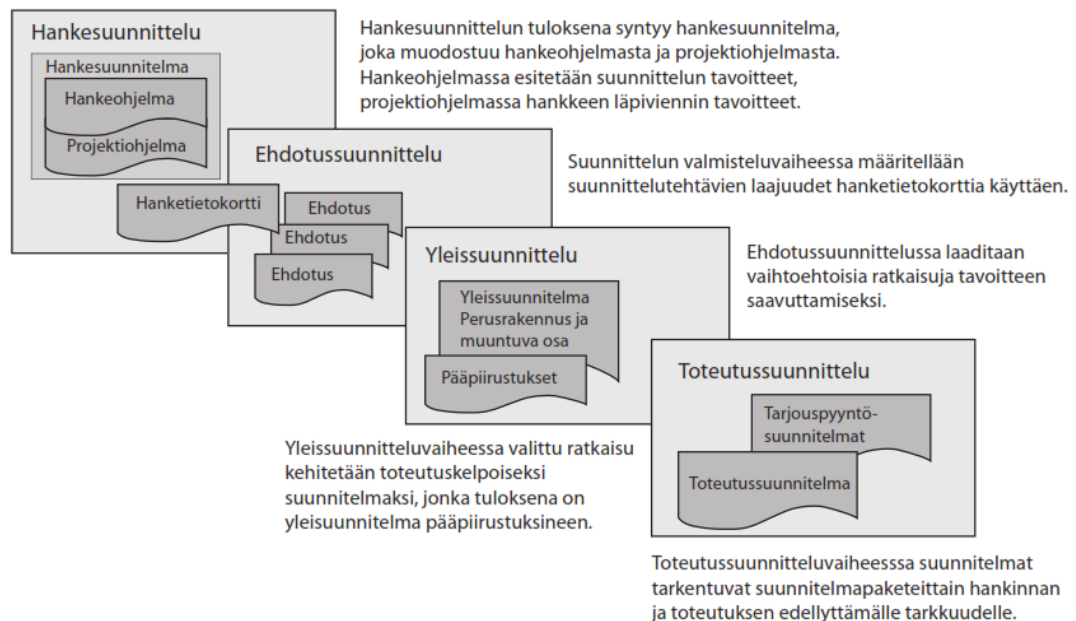 Hankesuunnittelu
Hankesuunnitelma
Hankeohjelma
Projektiohjelma
Hankesuunnittelun tuloksena syntyy hankesuunnitelma,
joka muodostuu hankeohjelmasta ja projektiohjelmasta.
Hankeohjelmassa esitetään suunnittelun tavoitteet,
projektiohjelmassa hankkeen läpiviennin tavoitteet.
Hanketietokortti
Ehdotussuunnittelu
Ehdotus
Ehdotus
Ehdotus
Suunnittelun valmisteluvaiheessa määritellään
suunnittelutehtävien laajuudet hanketietokorttia käyttäen.
Yleissuunnittelu
Yleissuunnitelma
Perusrakennus ja
muuntuva osa
Pääpiirustukset
Ehdotussuunnittelussa laaditaan
vaihtoehtoisia ratkaisuja tavoitteen
saavuttamiseksi.
Toteutussuunnittelu
Tarjouspyyntö-
suunnitelmat
Toteutussuunnitelma
Yleissuunnitteluvaiheessa valittu ratkaisu
kehitetään toteutuskelpoiseksi
suunnitelmaksi, jonka tuloksena on
yleisuunnitelma pääpiirustuksineen.
Toteutussuunnitteluvaiheesssa suunnitelmat
tarkentuvat suunnitelmapaketeittain hankinnan
ja toteutuksen edellyttämälle tarkkuudelle.